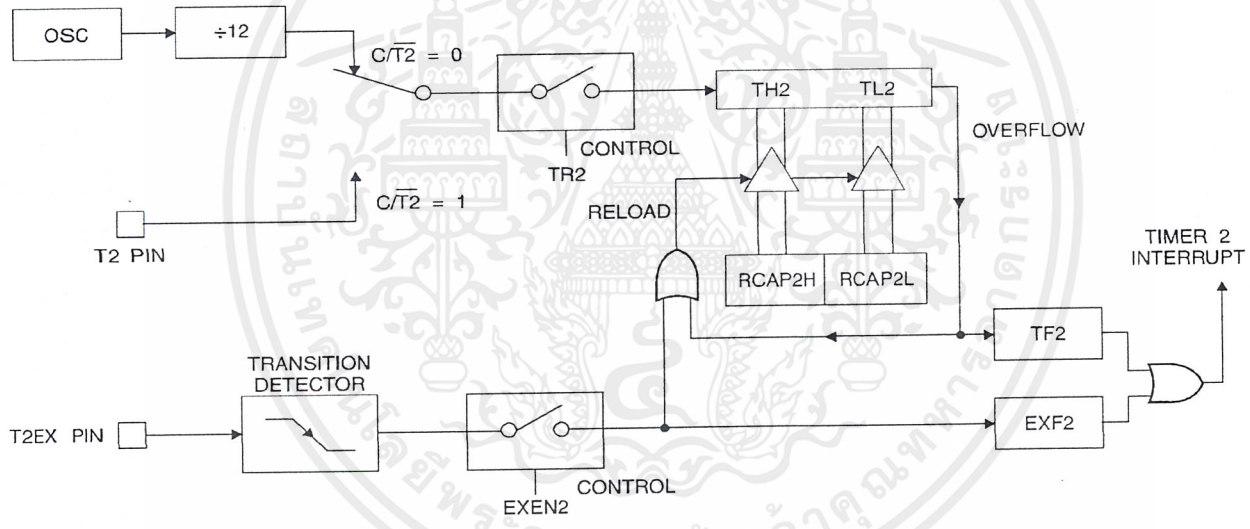 OSC
÷12
C/T2̅ = 0
TH2
TL2
CONTROL
TR2
OVERFLOW
C/T2̅ = 1
RELOAD
T2 PIN
TIMER 2
INTERRUPT
RCAP2H
RCAP2L
TF2
TRANSITION
DETECTOR
T2EX PIN
EXF2
CONTROL
EXEN2